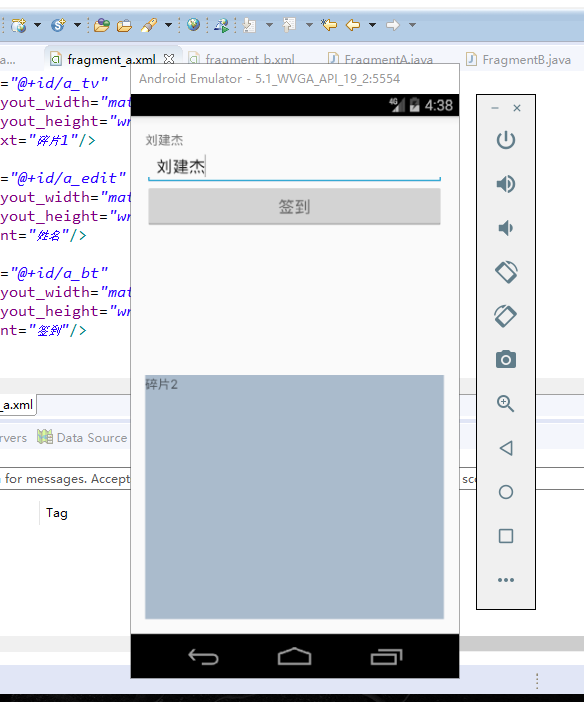 a...
fragment_a.xml
fragment_b.xml
FragmentA.java
FragmentB.java
Android Emulator - 5.1_WVGA_API_19_2:5554
="@+id/a_tv"
yout_width="mat
yout_height="wr
xt="碎片1"/>
="@+id/a_edit"
yout_width="mat
yout_height="wr
nt="姓名"/>
="@+id/a_bt"
yout_width="mat
yout_height="wr
nt="签到"/>
4G
4:38
刘建杰
刘建杰
签到
碎片2
_a.xml
rvers
Data Source
for messages. Accept
sc
Tag